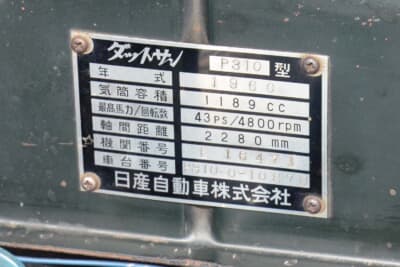 ダットサン P310 型
年式 1960
気筒容積 1189 cc
最高馬力/回転数 43PS/4800rpm
軸間距離 2280 mm
機関番号
車台番号
日産自動車株式会社